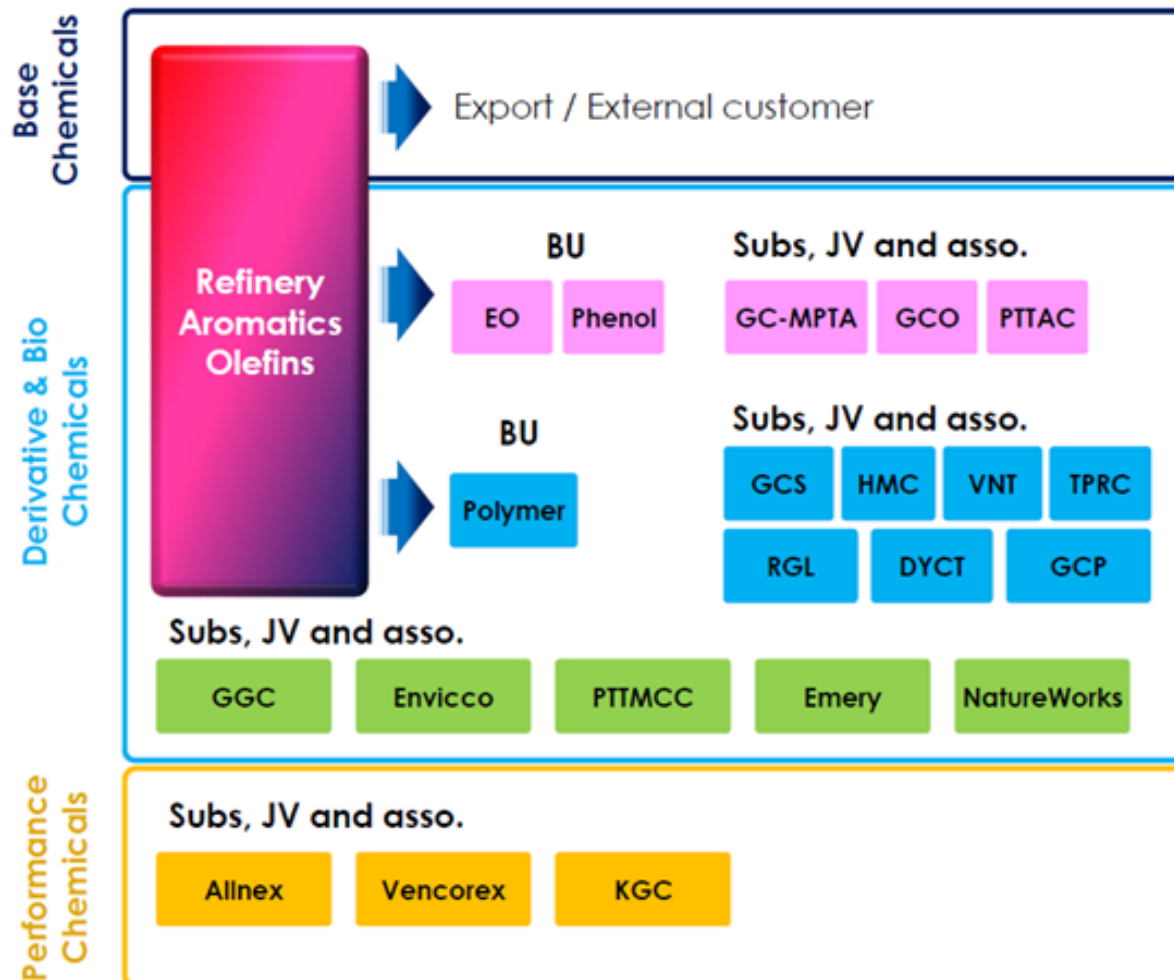 Base
Chemicals
Export / External customer
Refinery
Aromatics
Olefins
Derivative & Bio
Chemicals
BU
Subs, JV and asso.
EO Phenol
GC-MPTA GCO PTTAC
BU
Subs, JV and asso.
Polymer
GCS HMC VNT TPRC
RGL DYCT GCP
Subs, JV and asso.
GGC Envicco PTTMCC Emery NatureWorks
Performance
Chemicals
Subs, JV and asso.
Allnex Vencorex KGC